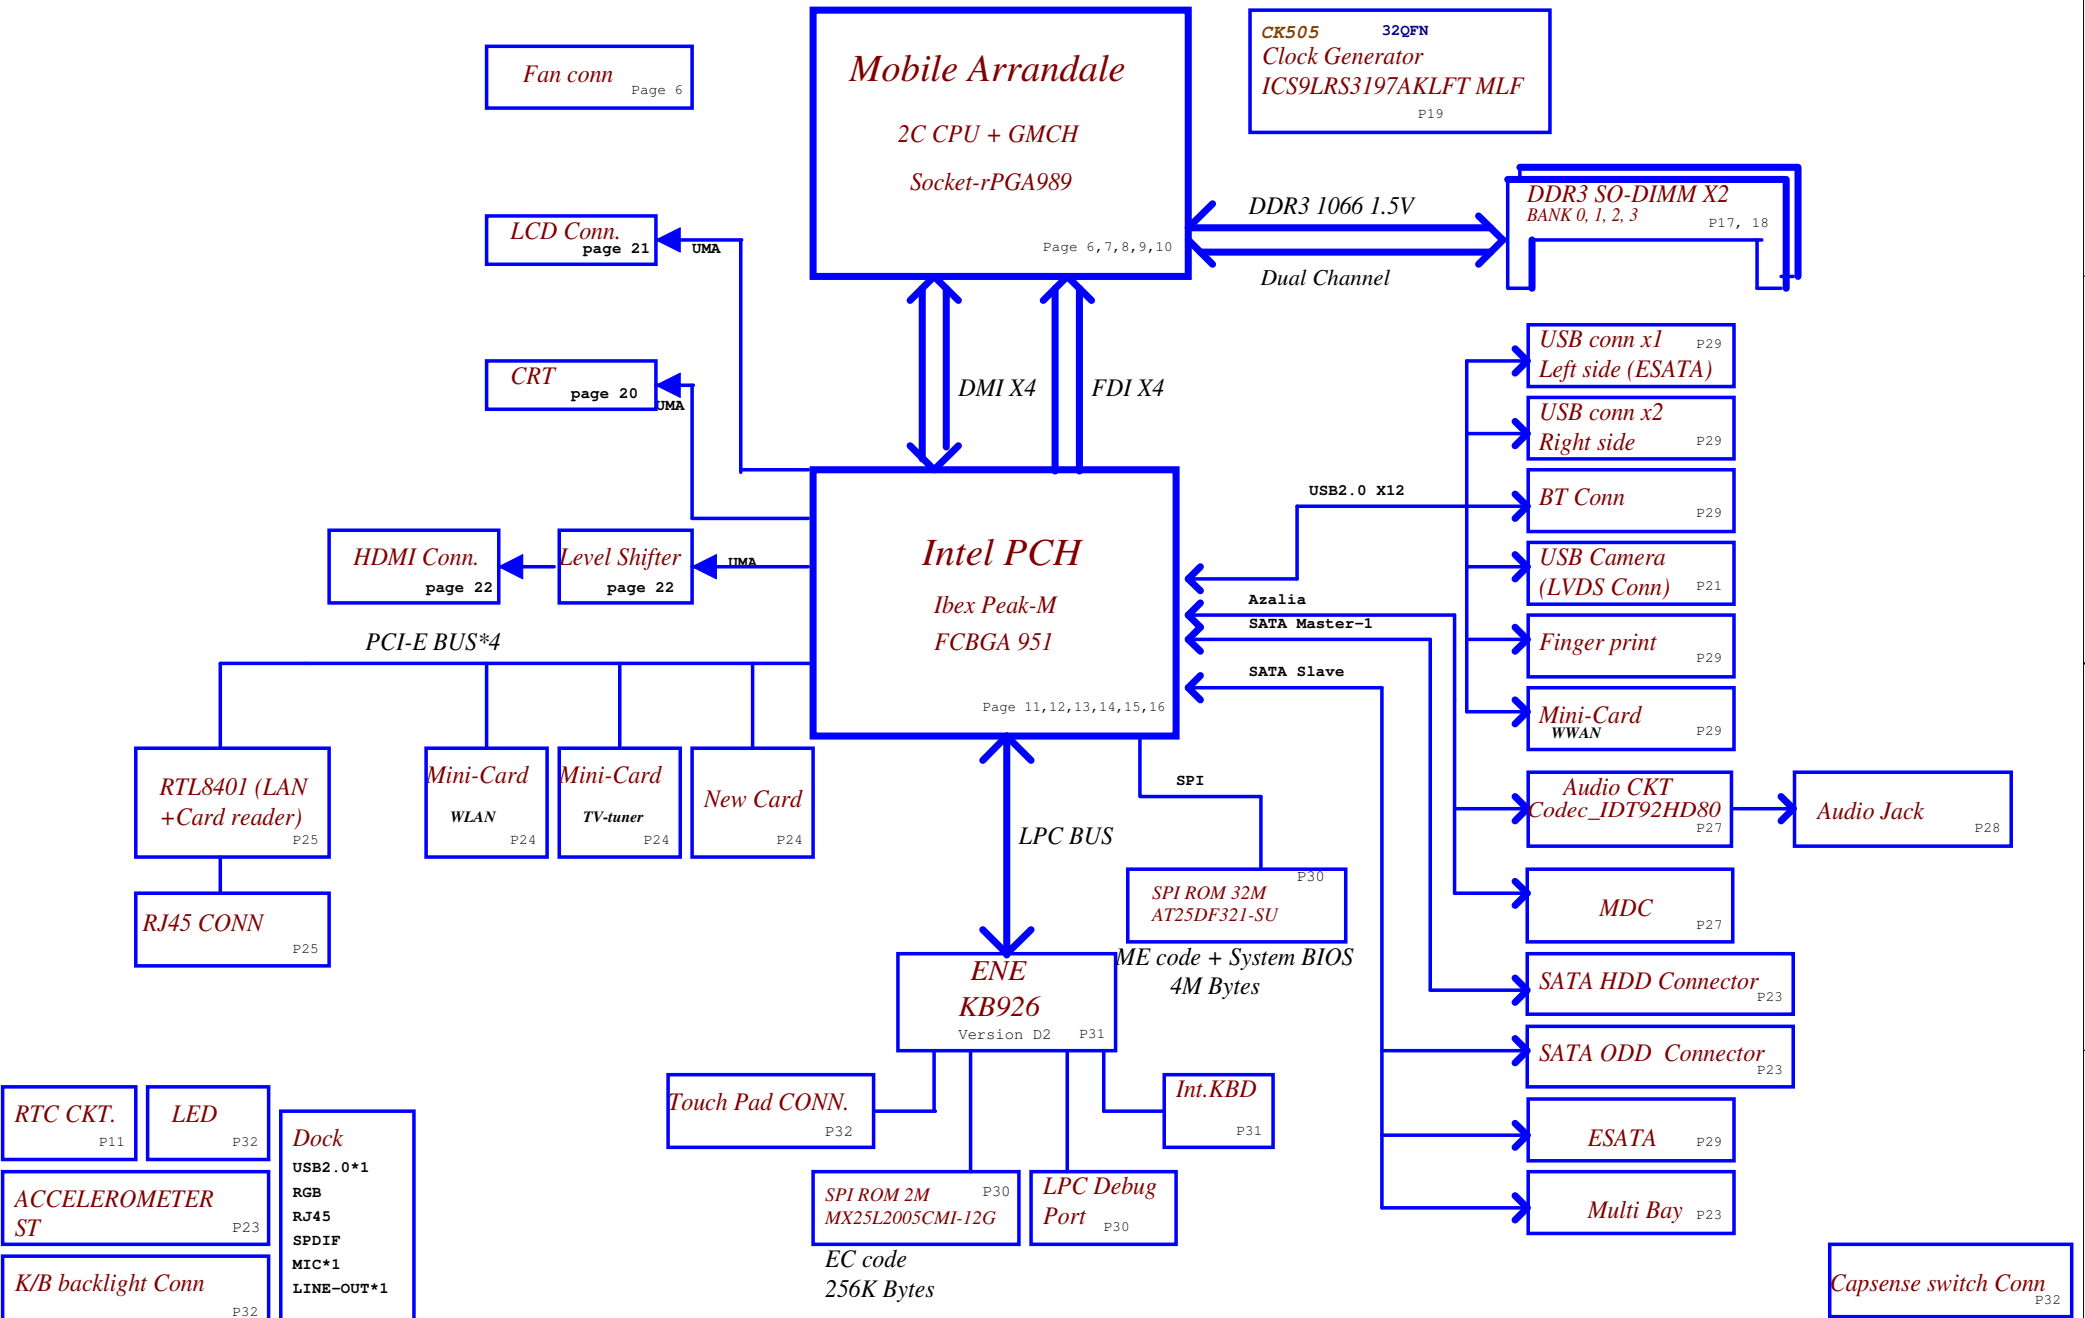 Fan conn
Page 6
Mobile Arrandale
2C CPU + GMCH
Socket-rPGA989
Page 6,7,8,9,10
CK505 32QFN
Clock Generator
ICS9LRS3197AKLFT MLF
P19
DDR3 1066 1.5V
Dual Channel
DDR3 SO-DIMM X2
BANK 0, 1, 2, 3
P17, 18
LCD Conn.
page 21
UMA
CRT
page 20
UMA
DMI X4
FDI X4
HDMI Conn.
page 22
Level Shifter
page 22
UMA
Intel PCH
Ibex Peak-M
FCBGA 951
Page 11,12,13,14,15,16
USB2.0 X12
Azalia
SATA Master-1
SATA Slave
USB conn x1 P29
Left side (ESATA)
USB conn x2
Right side P29
BT Conn
P29
USB Camera
(LVDS Conn) P21
Finger print
P29
Mini-Card
WWAN P29
Audio CKT
Codec_IDT92HD80
P27
Audio Jack
P28
MDC
P27
SATA HDD Connector
P23
SATA ODD Connector
P23
ESATA P29
Multi Bay P23
PCI-E BUS*4
RTL8401 (LAN
+Card reader)
P25
Mini-Card
WLAN
P24
Mini-Card
TV-tuner
P24
New Card
P24
RJ45 CONN
P25
LPC BUS
SPI
P30
SPI ROM 32M
AT25DF321-SU
ME code + System BIOS
4M Bytes
ENE
KB926
Version D2 P31
Touch Pad CONN.
P32
Int.KBD
P31
SPI ROM 2M P30
MX25L2005CMI-12G
EC code
256K Bytes
LPC Debug
Port P30
RTC CKT.
P11
LED
P32
ACCELEROMETER
ST P23
K/B backlight Conn
P32
Dock
USB2.0*1
RGB
RJ45
SPDIF
MIC*1
LINE-OUT*1
Capsense switch Conn
P32